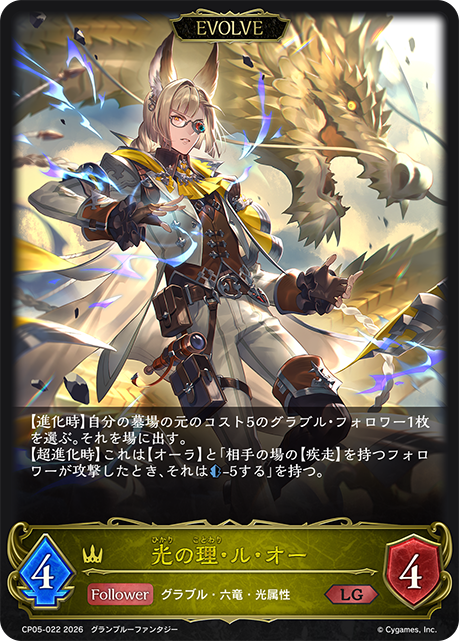 EVOLVE
【進化時】自分の墓場の元のコスト5のグラブル・フォロワー1枚
を選ぶ。それを場に出す。
【超進化時】これは【オーラ】と「相手の場の【疾走】を持つフォロ
ワーが攻撃したとき、それは-5する」を持つ。
ひかり ことわり
光の理・ル・オー
4
4
Follower グラブル・六竜・光属性 LG
CP05-022 2026 グランブルーファンタジー © Cygames, Inc.